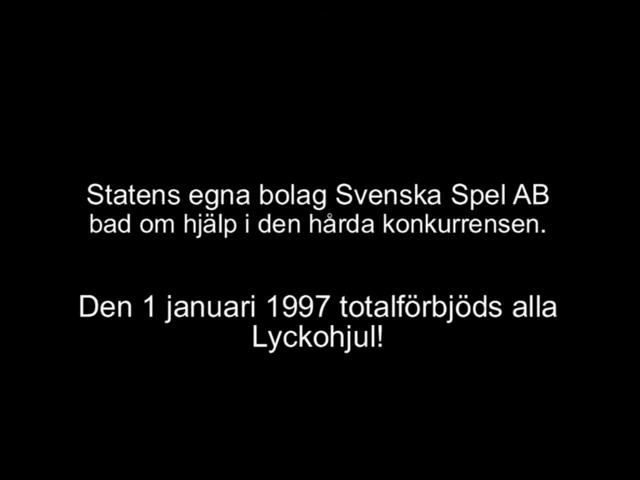 Statens egna bolag Svenska Spel AB
bad om hjälp i den hårda konkurrensen.
Den 1 januari 1997 totalförbjöds alla
Lyckohjul!